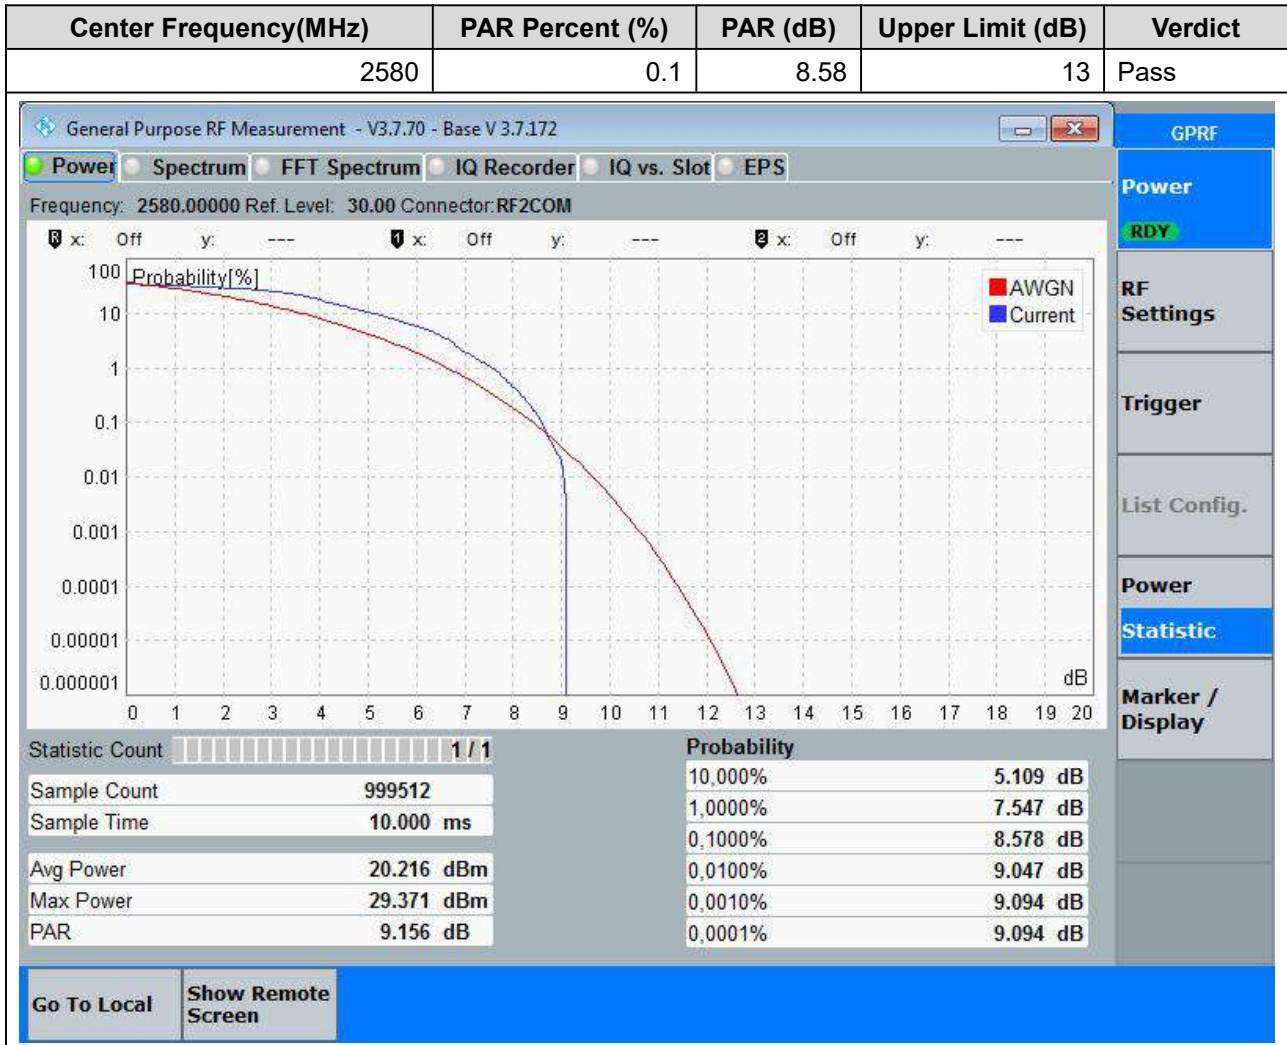 Center Frequency(MHz) PAR Percent (%) PAR (dB) Upper Limit (dB) Verdict
2580 0.1 8.58 13 Pass
General Purpose RF Measurement - V3.7.70 - Base V 3.7.172
GPRF
Power Spectrum FFT Spectrum IQ Recorder IQ vs. Slot EPS
Frequency: 2580.00000 Ref. Level: 30.00 Connector:RF2COM
R x: Off y: --- 1 x: Off y: --- 2 x: Off y: ---
Probability[%]
100
10
1
0.1
0.01
0.001
0.0001
0.00001
0.000001
AWGN
Current
dB
0 1 2 3 4 5 6 7 8 9 10 11 12 13 14 15 16 17 18 19 20
Statistic Count 1 / 1
Sample Count 999512
Sample Time 10.000 ms
Avg Power 20.216 dBm
Max Power 29.371 dBm
PAR 9.156 dB
Probability
10,000% 5.109 dB
1,0000% 7.547 dB
0,1000% 8.578 dB
0,0100% 9.047 dB
0,0010% 9.094 dB
0,0001% 9.094 dB
Power
RDY
RF
Settings
Trigger
List Config.
Power
Statistic
Marker /
Display
Go To Local
Show Remote
Screen